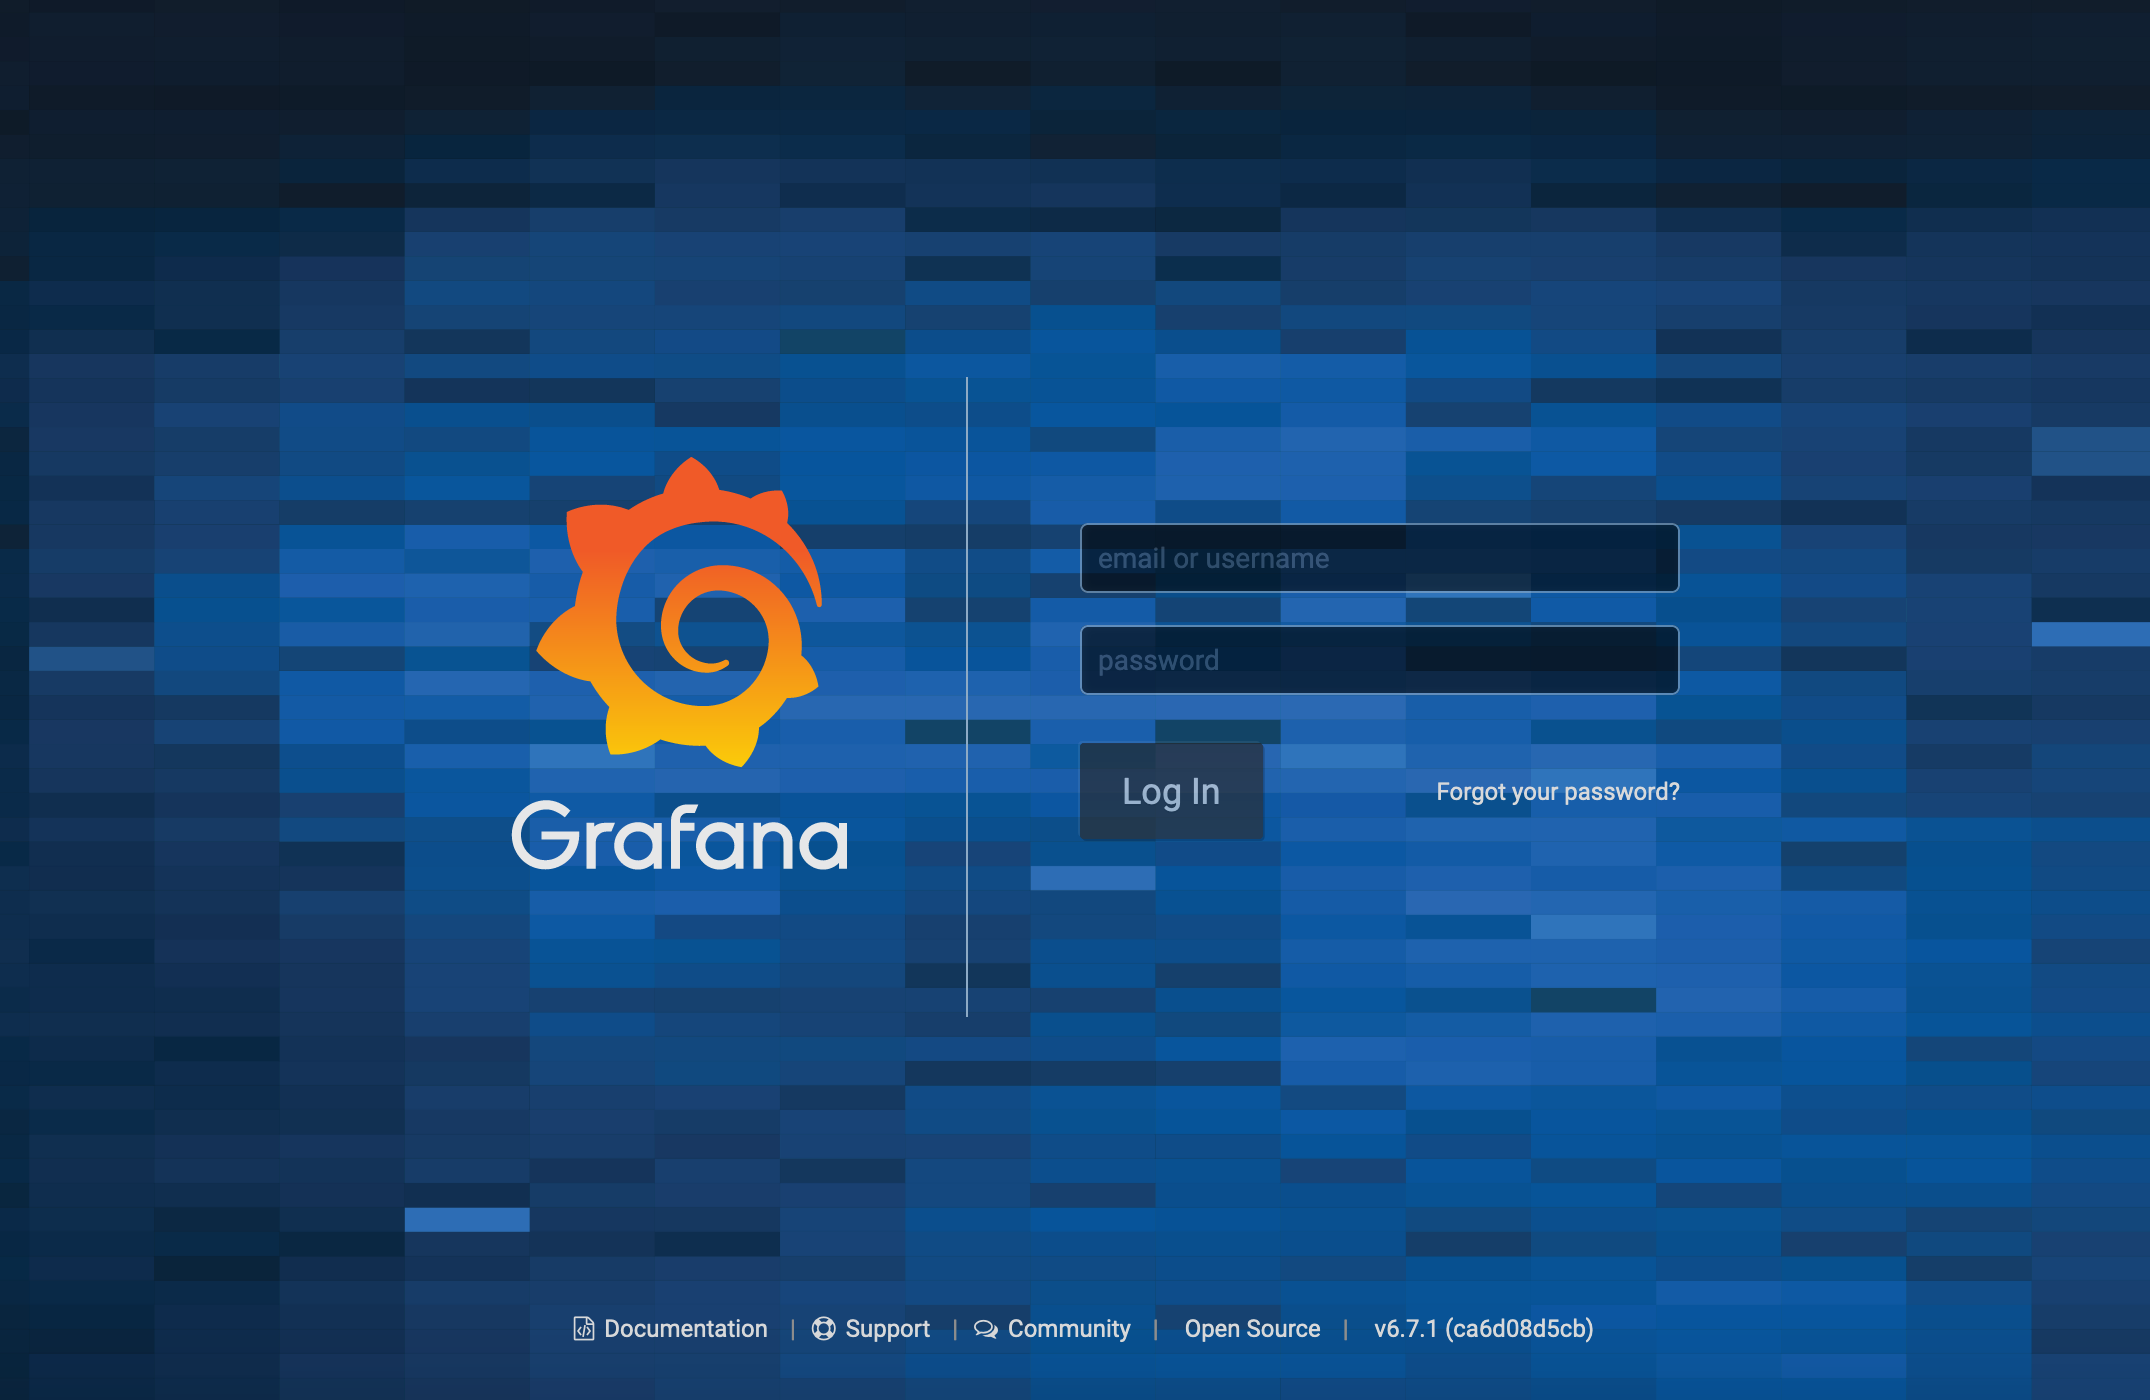 Grafana
email or username
password
Log In
Forgot your password?
Documentation | Support | Community | Open Source | v6.7.1 (ca6d08d5cb)